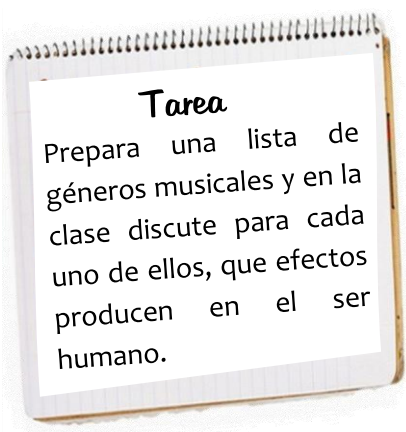 Tarea
Prepara una lista de
géneros musicales y en la
clase discute para cada
uno de ellos, que efectos
producen en el ser
humano.